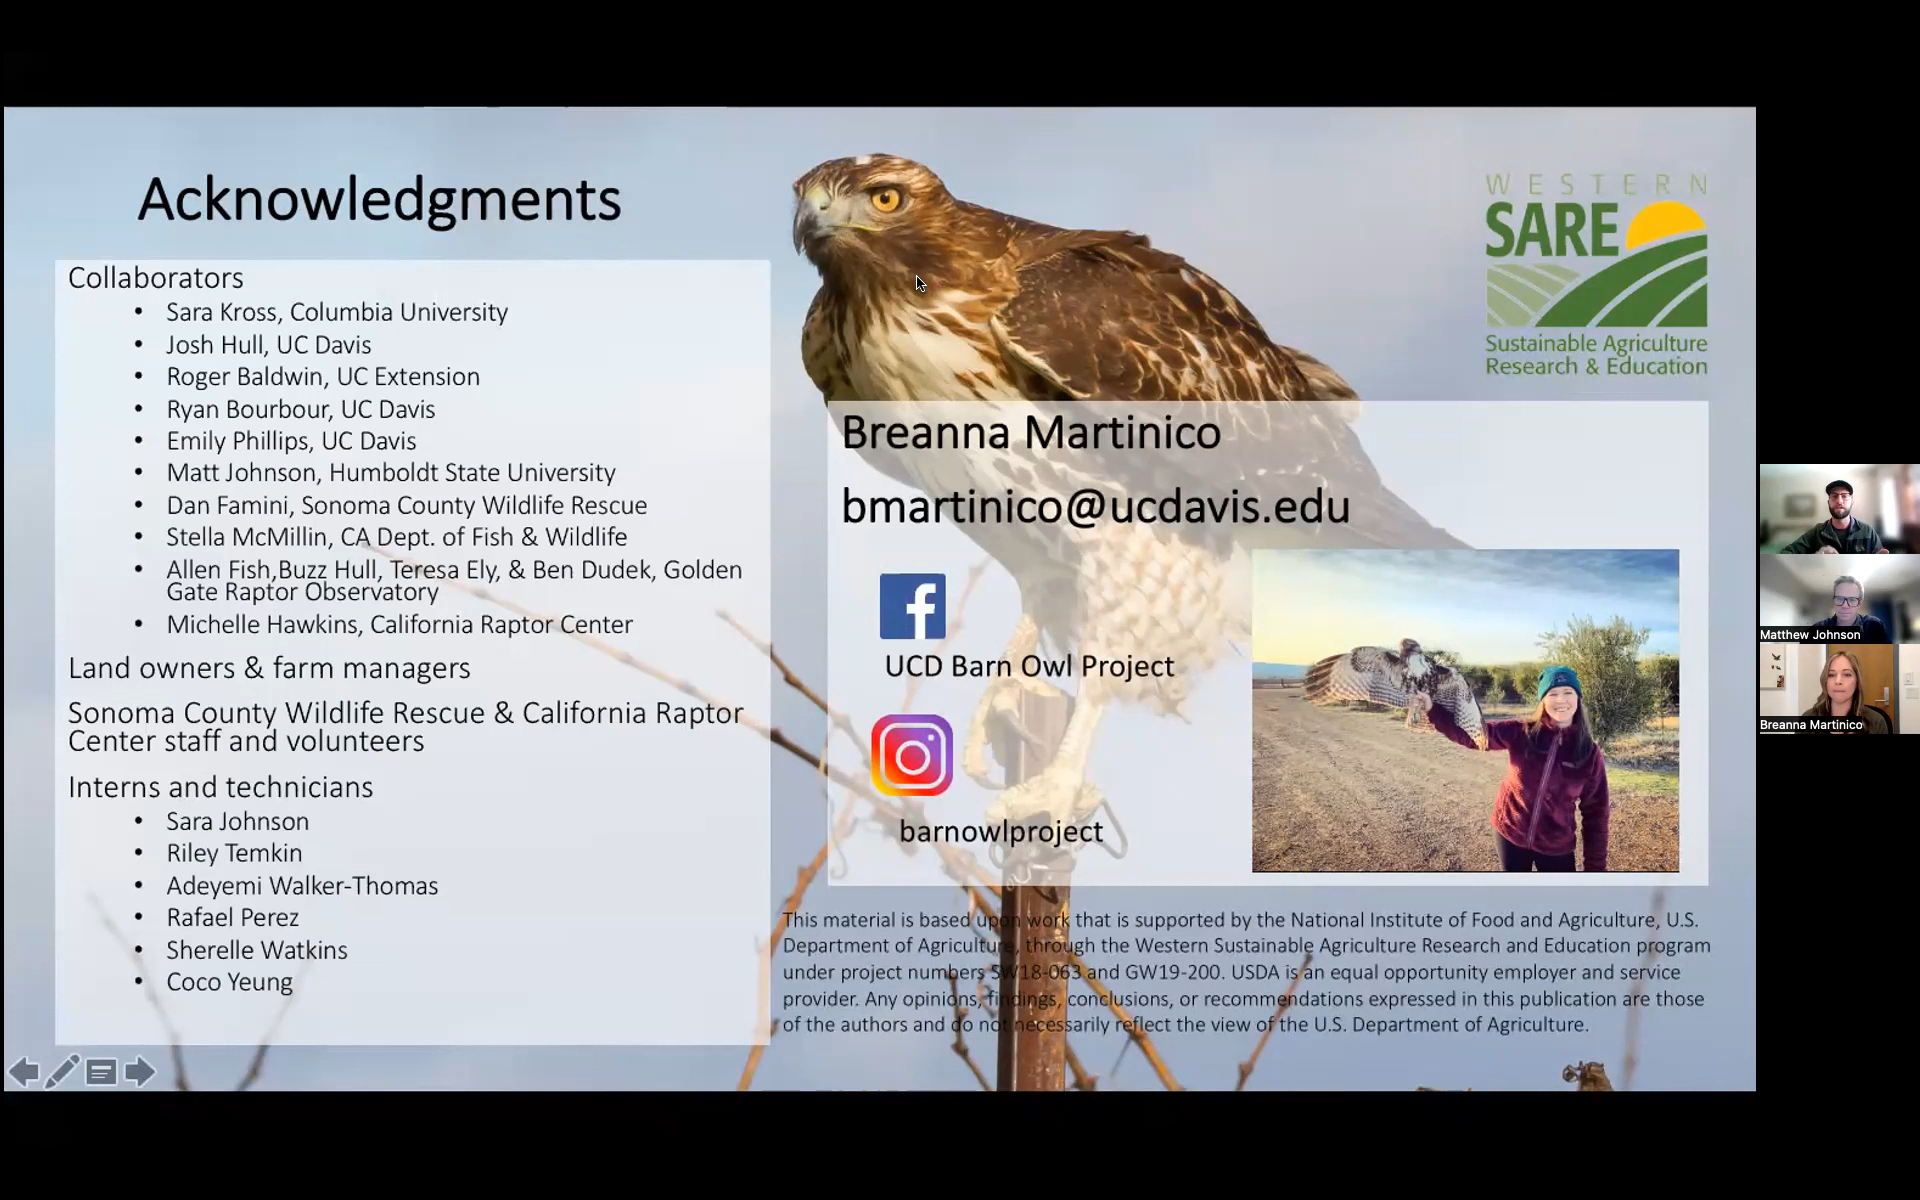 Acknowledgments
Collaborators
• Sara Kross, Columbia University
• Josh Hull, UC Davis
• Roger Baldwin, UC Extension
• Ryan Bourbour, UC Davis
• Emily Phillips, UC Davis
• Matt Johnson, Humboldt State University
• Dan Famini, Sonoma County Wildlife Rescue
• Stella McMillin, CA Dept. of Fish & Wildlife
• Allen Fish,Buzz Hull, Teresa Ely, & Ben Dudek, Golden
Gate Raptor Observatory
• Michelle Hawkins, California Raptor Center
Land owners & farm managers
Sonoma County Wildlife Rescue & California Raptor
Center staff and volunteers
Interns and technicians
• Sara Johnson
• Riley Temkin
• Adeyemi Walker-Thomas
• Rafael Perez
• Sherelle Watkins
• Coco Yeung
WESTERN
SARE
Sustainable Agriculture
Research & Education
Breanna Martinico
bmartinico@ucdavis.edu
f
UCD Barn Owl Project
barnowlproject
This material is based upon work that is supported by the National Institute of Food and Agriculture, U.S.
Department of Agriculture, through the Western Sustainable Agriculture Research and Education program
under project numbers SW18-063 and GW19-200. USDA is an equal opportunity employer and service
provider. Any opinions, findings, conclusions, or recommendations expressed in this publication are those
of the authors and do not necessarily reflect the view of the U.S. Department of Agriculture.
Matthew Johnson
Breanna Martinico